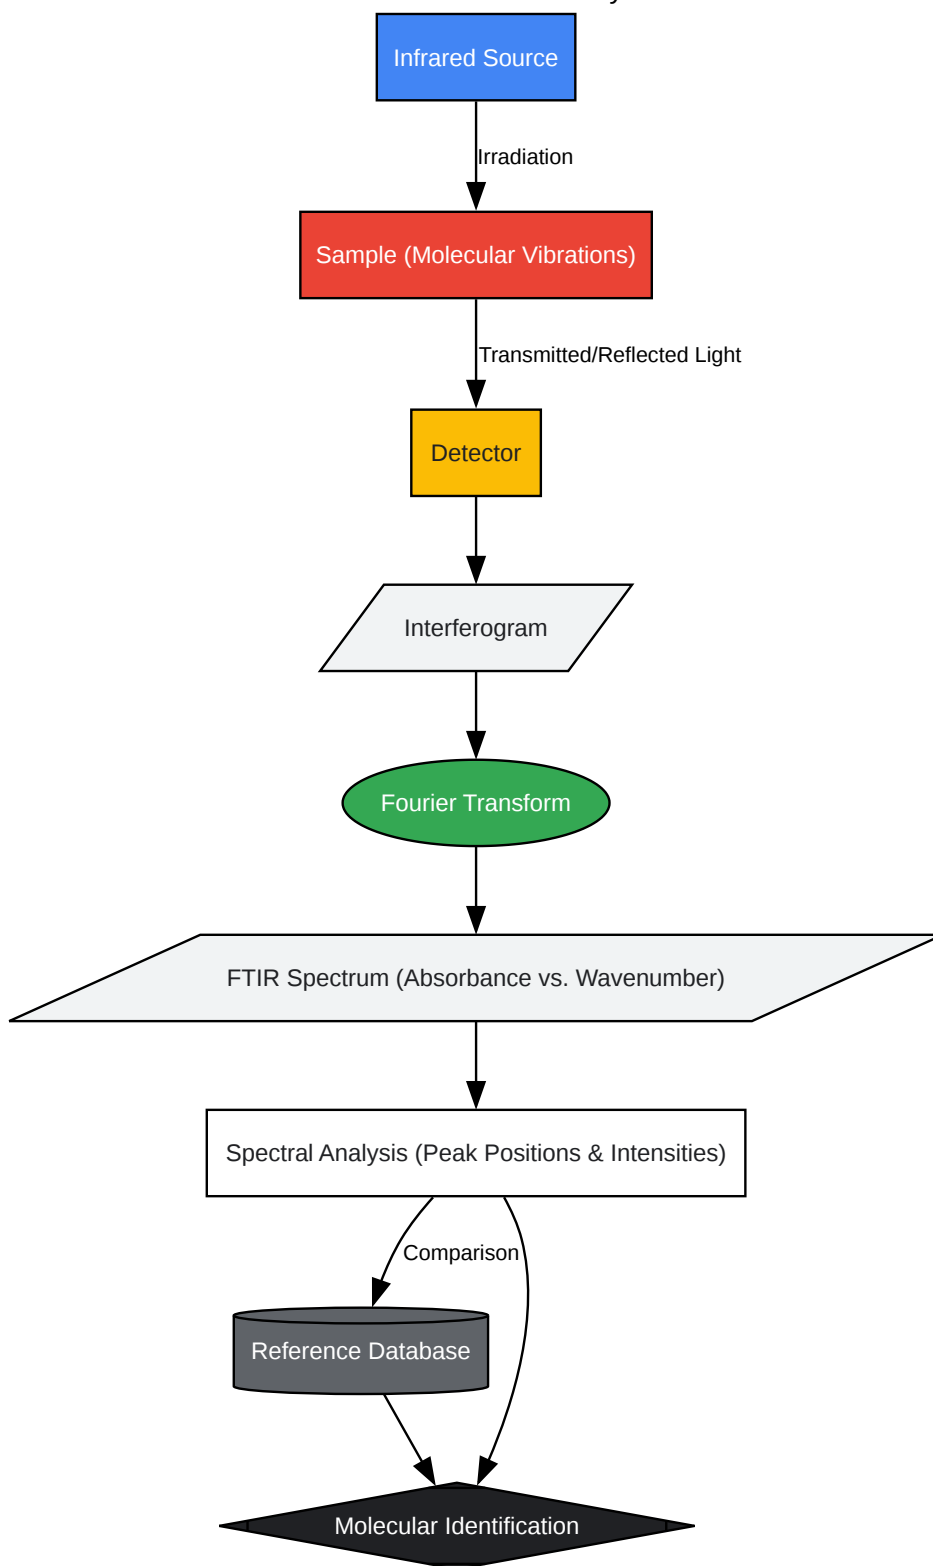 Infrared Source
Irradiation
Sample (Molecular Vibrations)
Transmitted/Reflected Light
Detector
Interferogram
Fourier Transform
FTIR Spectrum (Absorbance vs. Wavenumber)
Spectral Analysis (Peak Positions & Intensities)
Comparison
Reference Database
Molecular Identification